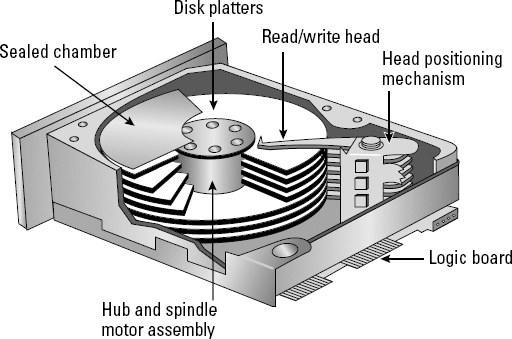 Disk platters
Sealed chamber
Read/write head
Head positioning
mechanism
Logic board
Hub and spindle
motor assembly